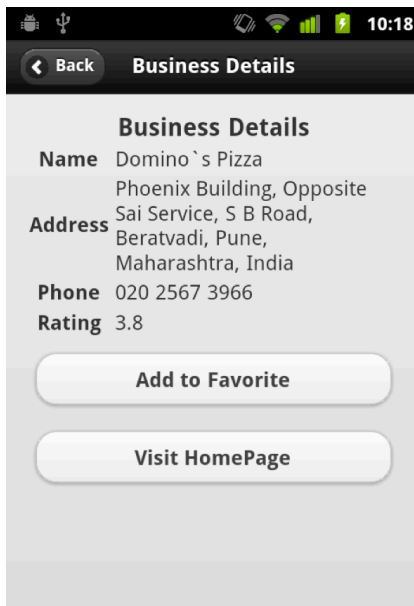 10:18
Back Business Details
Business Details
Name Domino`s Pizza
Address Phoenix Building, Opposite
Sai Service, S B Road,
Beratvadi, Pune,
Maharashtra, India
Phone 020 2567 3966
Rating 3.8
Add to Favorite
Visit HomePage